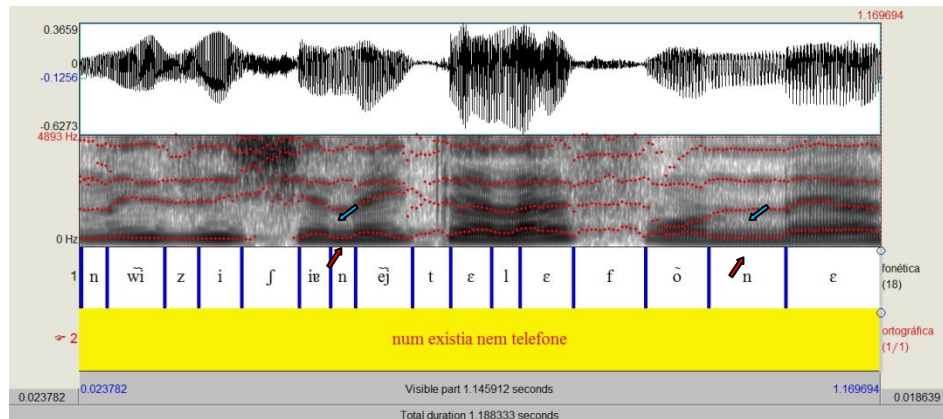 1.169694
0.3659
0
-0.1256
-0.6273
4893 Hz
0 Hz
1 n w̃ĩ z i ʃ iɐ n ẽj̃ t ɛ l ɛ f õ n ɛ fonética (18)
2 num existia nem telefone ortográfica (1/1)
0.023782 0.023782 Visible part 1.145912 seconds 1.169694 0.018639
Total duration 1.188333 seconds